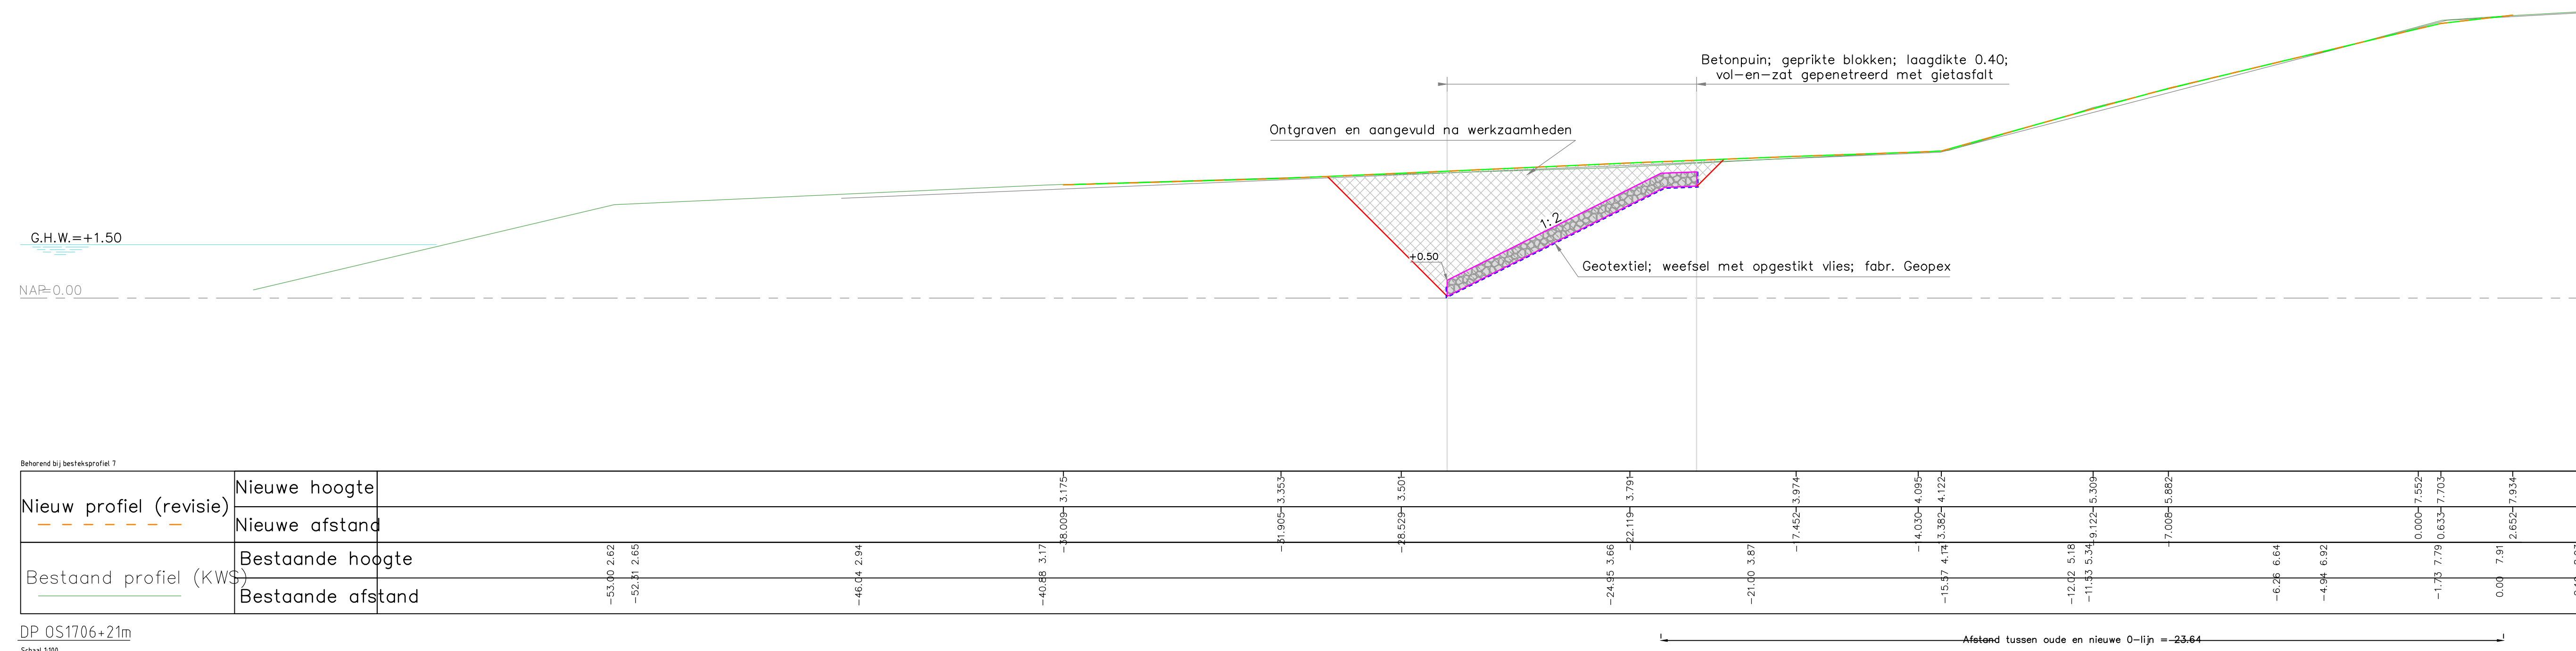 Betonpuin; geprikte blokken; laagdikte 0.40;
vol-en-zat gepenetreerd met gietasfalt
Ontgraven en aangevuld na werkzaamheden
1:2
G.H.W.=+1.50
+0.50
Geotextiel; weefsel met opgestikt vlies; fabr. Geopex
NAP=0.00
Behorend bij besteksprofiel 7
Nieuw profiel (revisie)
Nieuwe hoogte
3.175 3.353 3.501 3.791 3.974 4.095 4.122 5.309 5.882 7.552 7.703 7.934
Nieuwe afstand
-38.009 -31.905 -28.529 -22.119 -7.452 -9.122 -7.008 0.000 0.633 2.652
Bestaand profiel (KWS)
Bestaande hoogte
2.62 2.65 2.94 3.17 3.66 3.87 4.14 5.18 5.34 6.64 6.92 7.79 7.91
Bestaande afstand
-53.00 -52.31 -46.04 -40.88 -24.95 -21.00 -15.57 -12.02 -11.53 -6.26 -4.94 -1.73 0.00
DP OS1706+21m
Afstand tussen oude en nieuwe 0-lijn = 23.64
Schaal 1:100